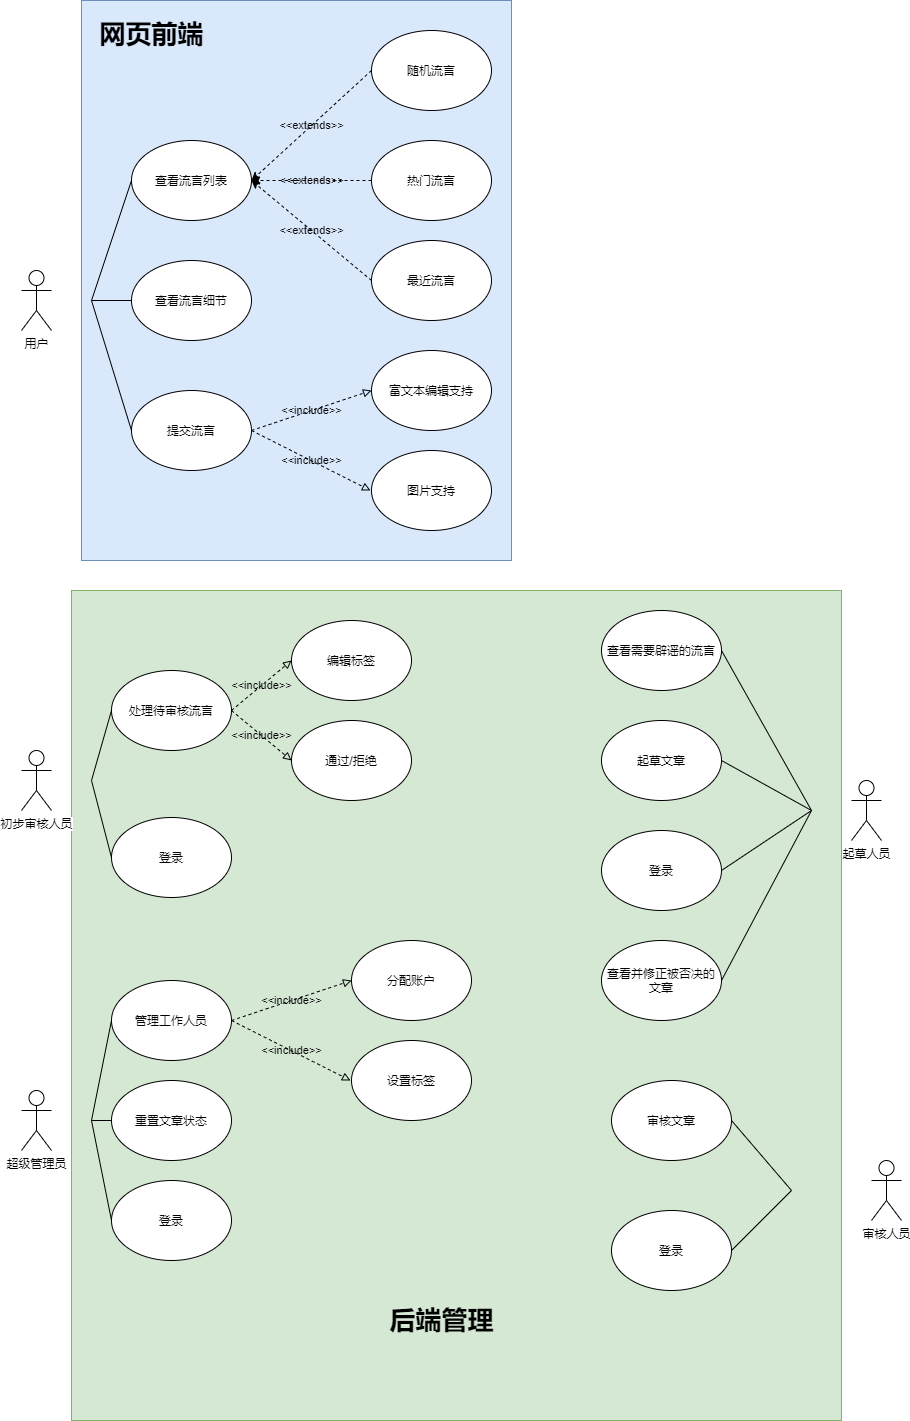 网页前端
随机流言
<<extends>>
查看流言列表
<<extends>>
热门流言
<<extends>>
最近流言
查看流言细节
用户
富文本编辑支持
<<include>>
提交流言
<<include>>
图片支持
查看需要辟谣的流言
编辑标签
<<include>>
处理待审核流言
<<include>>
通过/拒绝
起草文章
初步审核人员
起草人员
登录
登录
查看并修正被否决的
文章
分配账户
<<include>>
管理工作人员
<<include>>
设置标签
重置文章状态
审核文章
超级管理员
登录
审核人员
登录
后端管理